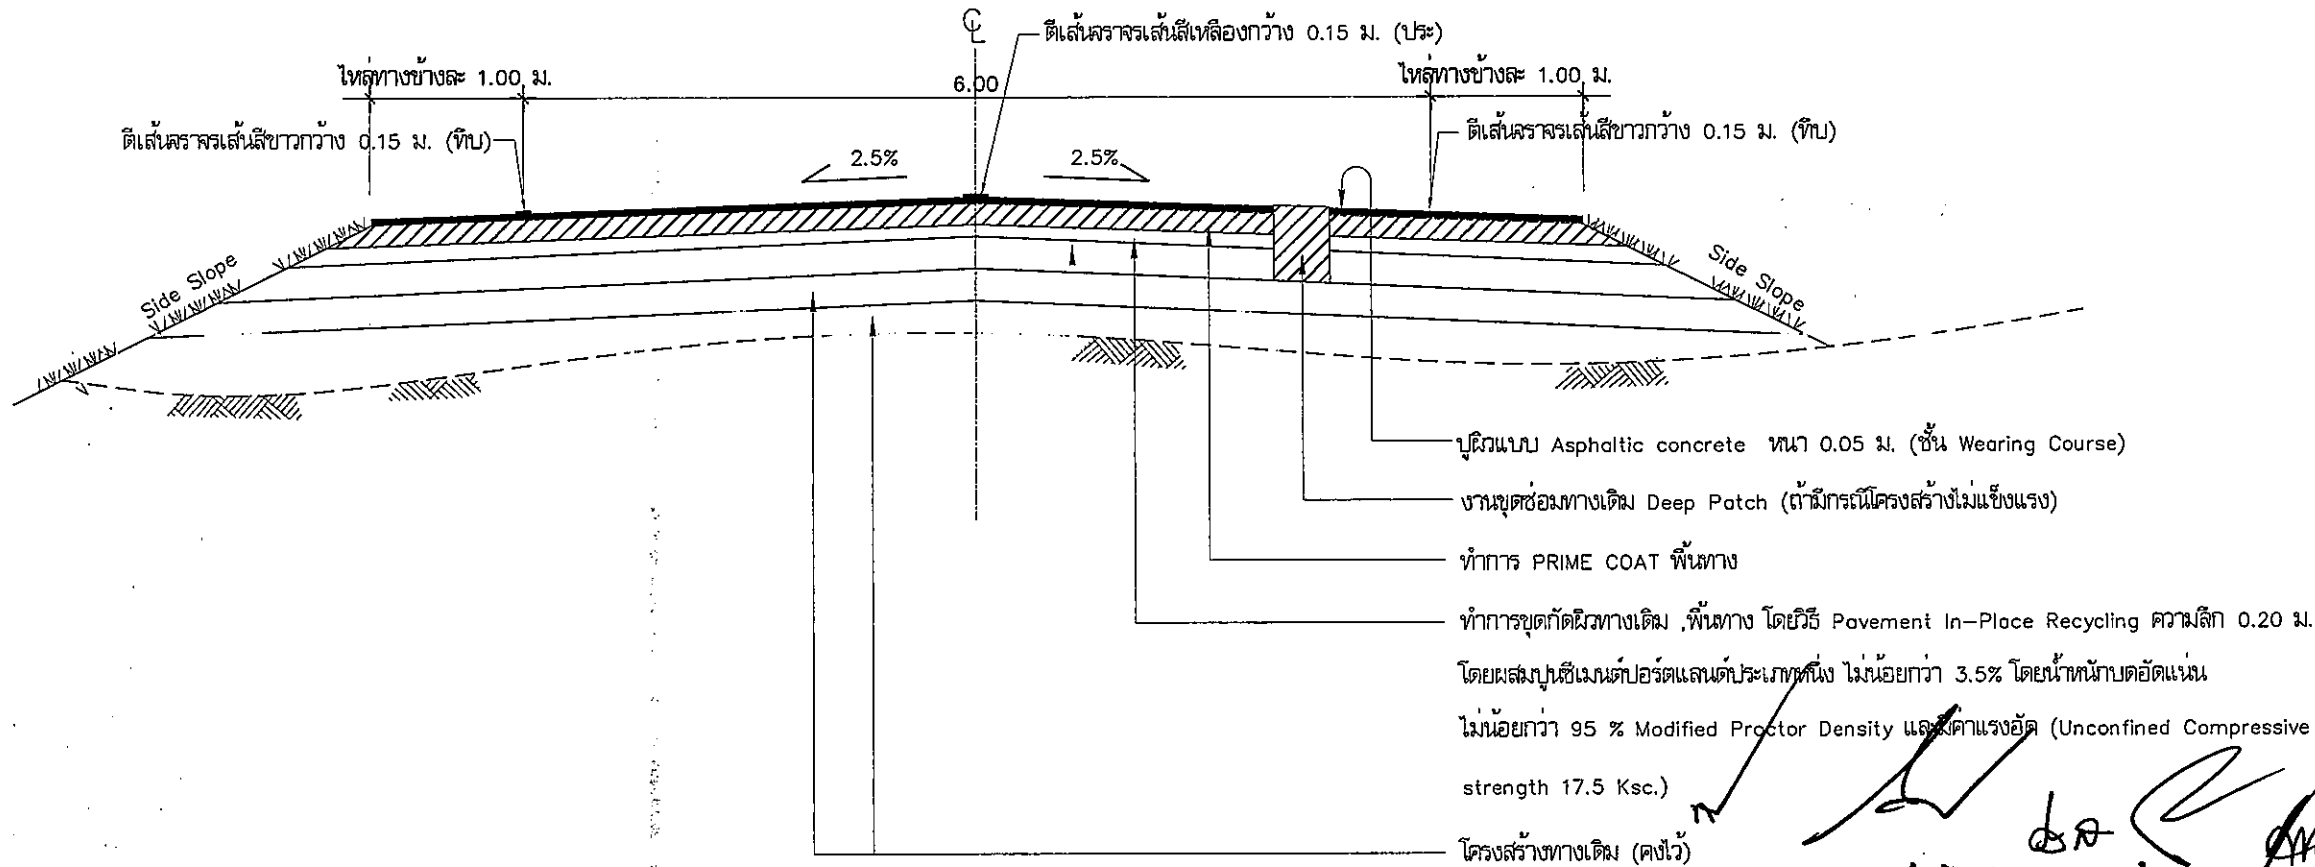 ตีเส้นจราจรเส้นสีเหลืองกว้าง 0.15 ม. (ประ)
ไหล่ทางข้างละ 1.00 ม.
6.00
ไหล่ทางข้างละ 1.00 ม.
ตีเส้นจราจรเส้นสีขาวกว้าง 0.15 ม. (ทึบ)
ตีเส้นจราจรเส้นสีขาวกว้าง 0.15 ม. (ทึบ)
2.5%
2.5%
Side Slope
Side Slope
ปูผิวแบบ Asphaltic concrete หนา 0.05 ม. (ชั้น Wearing Course)
งานขุดซ่อมทางเดิม Deep Patch (ถ้ามีกรณีโครงสร้างไม่แข็งแรง)
ทำการ PRIME COAT พื้นทาง
ทำการขุดกัดผิวทางเดิม ,พื้นทาง โดยวิธี Pavement In-Place Recycling ความลึก 0.20 ม.
โดยผสมปูนซีเมนต์ปอร์ตแลนด์ประเภทหนึ่ง ไม่น้อยกว่า 3.5% โดยน้ำหนักบดอัดแน่น
ไม่น้อยกว่า 95 % Modified Proctor Density และมีค่าแรงอัด (Unconfined Compressive
strength 17.5 Ksc.)
โครงสร้างทางเดิม (คงไว้)